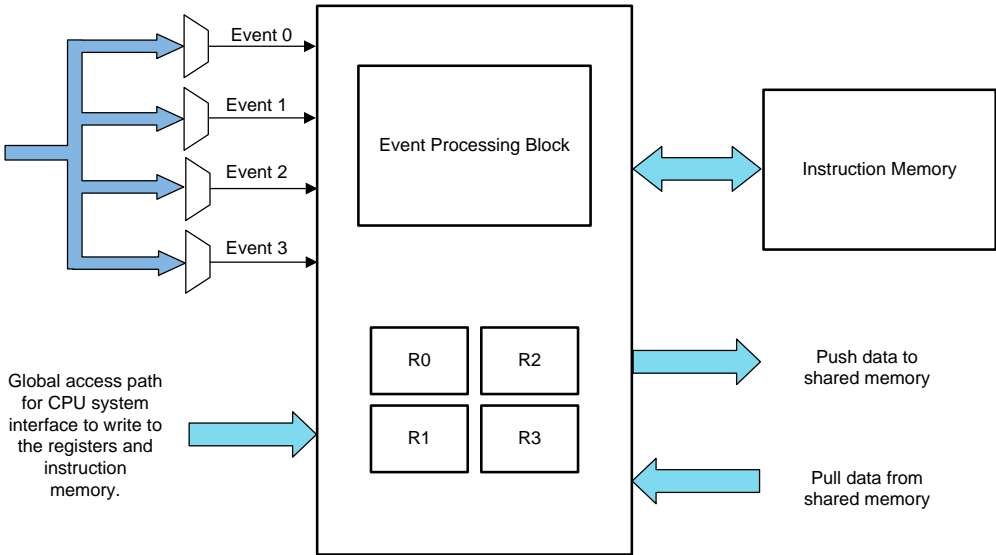 Event 0
Event 1
Event 2
Event 3
Event Processing Block
Instruction Memory
R0
R2
R1
R3
Global access path
for CPU system
interface to write to
the registers and
instruction
memory.
Push data to
shared memory
Pull data from
shared memory